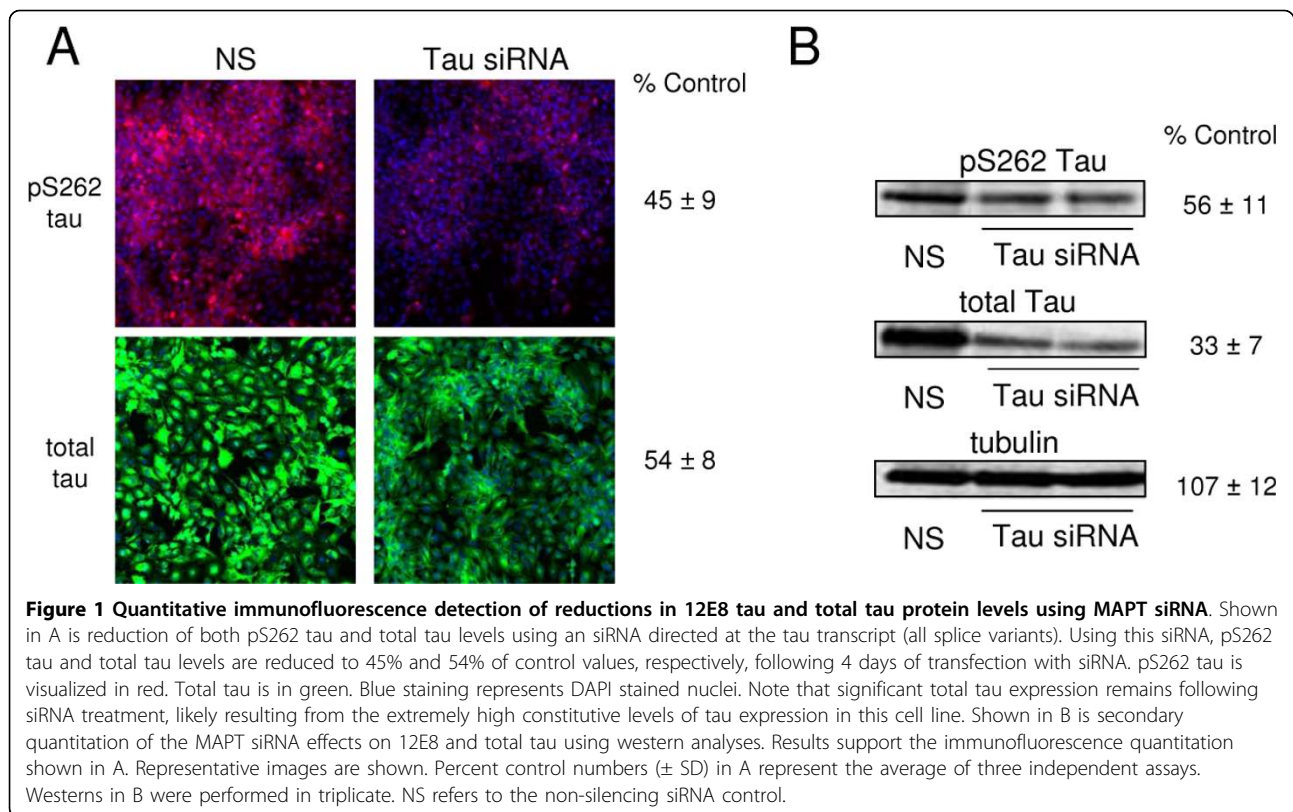 A
NS
Tau siRNA
% Control
pS262
tau
45 ± 9
total
tau
54 ± 8
B
% Control
pS262 Tau
56 ± 11
NS
Tau siRNA
total Tau
33 ± 7
NS
Tau siRNA
tubulin
107 ± 12
NS
Tau siRNA
Figure 1 Quantitative immunofluorescence detection of reductions in 12E8 tau and total tau protein levels using MAPT siRNA. Shown
in A is reduction of both pS262 tau and total tau levels using an siRNA directed at the tau transcript (all splice variants). Using this siRNA, pS262
tau and total tau levels are reduced to 45% and 54% of control values, respectively, following 4 days of transfection with siRNA. pS262 tau is
visualized in red. Total tau is in green. Blue staining represents DAPI stained nuclei. Note that significant total tau expression remains following
siRNA treatment, likely resulting from the extremely high constitutive levels of tau expression in this cell line. Shown in B is secondary
quantitation of the MAPT siRNA effects on 12E8 and total tau using western analyses. Results support the immunofluorescence quantitation
shown in A. Representative images are shown. Percent control numbers (± SD) in A represent the average of three independent assays.
Westerns in B were performed in triplicate. NS refers to the non-silencing siRNA control.